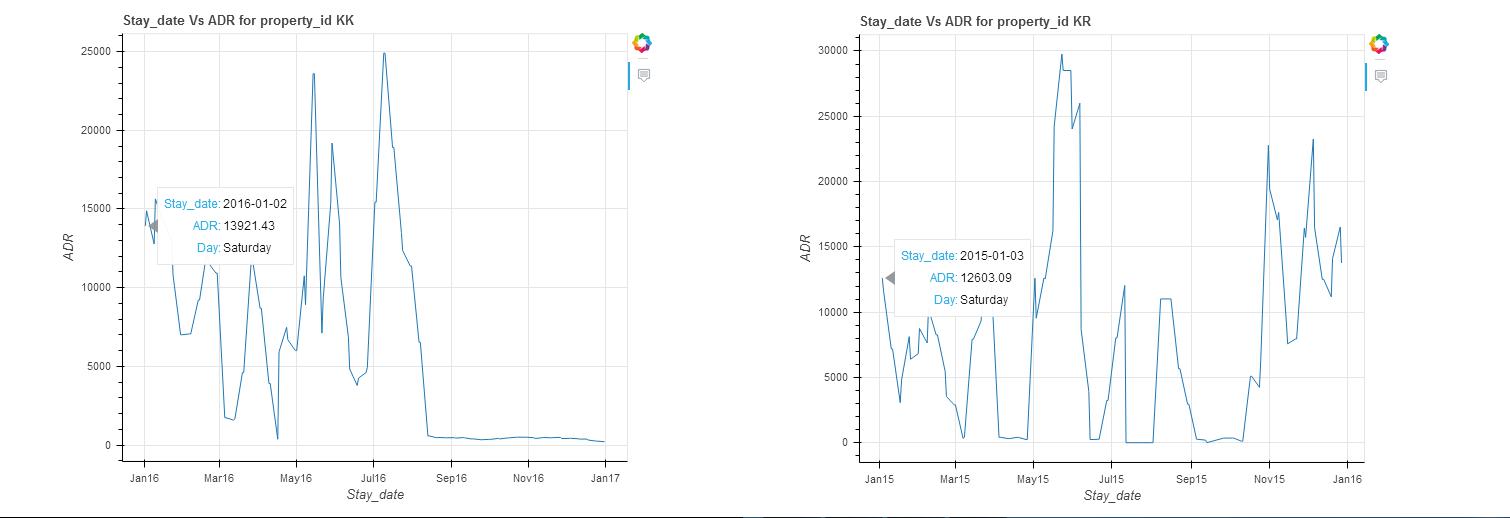 Stay_date Vs ADR for property_id KK
25000
20000
15000
10000
5000
0
ADR
Stay_date: 2016-01-02
ADR: 13921.43
Day: Saturday
Jan16 Mar16 May16 Jul16 Sep16 Nov16 Jan17
Stay_date
Stay_date Vs ADR for property_id KR
30000
25000
20000
15000
10000
5000
0
ADR
Stay_date: 2015-01-03
ADR: 12603.09
Day: Saturday
Jan15 Mar15 May15 Jul15 Sep15 Nov15 Jan16
Stay_date